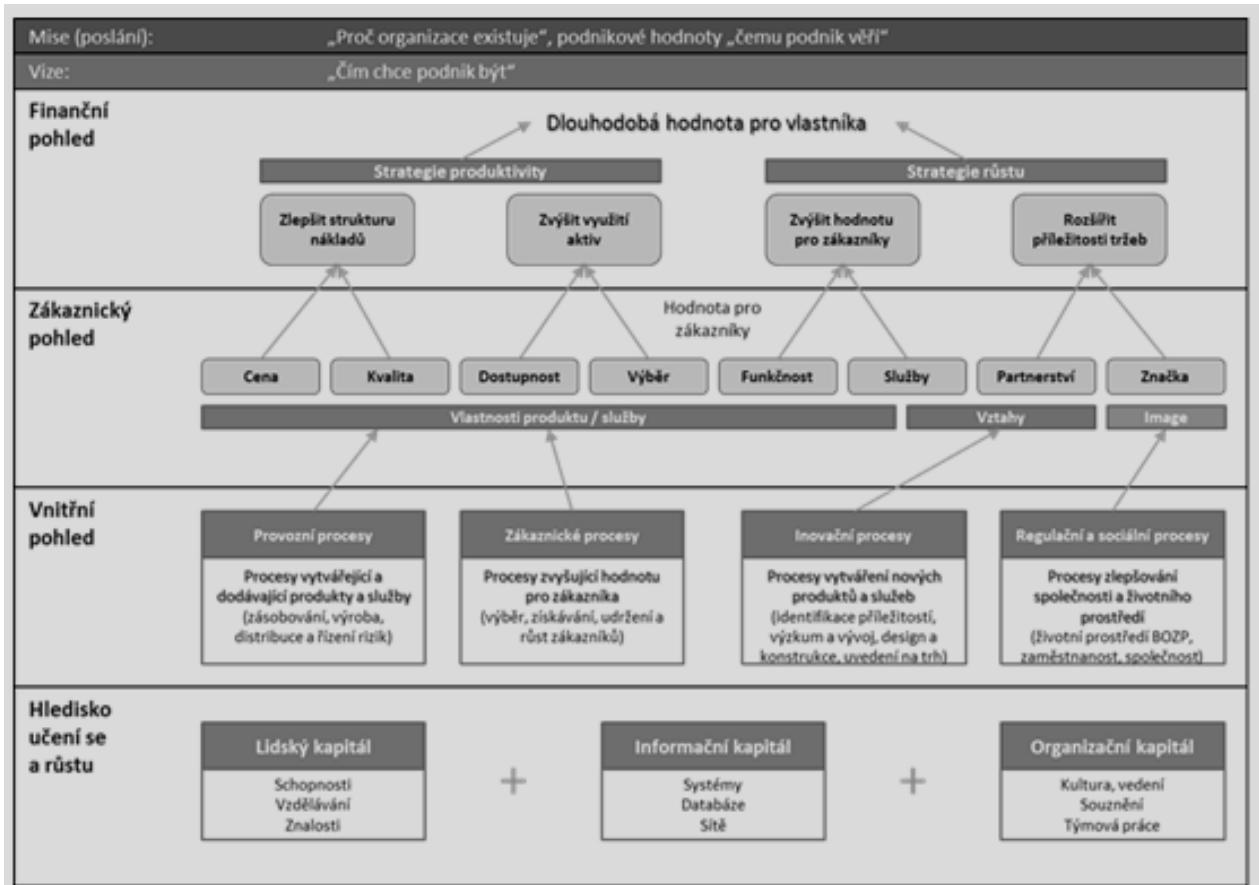 Mise (poslání): „Proč organizace existuje“, podnikové hodnoty „čemu podnik věří“
Vize: „Čím chce podnik být“
Finanční
pohled
Dlouhodobá hodnota pro vlastníka
Strategie produktivity
Strategie růstu
Zlepšit strukturu
nákladů
Zvýšit využití
aktiv
Zvýšit hodnotu
pro zákazníky
Rozšířit
příležitosti tržeb
Zákaznický
pohled
Hodnota pro
zákazníky
Cena
Kvalita
Dostupnost
Výběr
Funkčnost
Služby
Partnerství
Značka
Vlastnosti produktu / služby
Vztahy
Image
Vnitřní
pohled
Provozní procesy
Procesy vytvářející a
dodávající produkty a služby
(zásobování, výroba,
distribuce a řízení rizik)
Zákaznické procesy
Procesy zvyšující hodnotu
pro zákazníka
(výběr, získávání, udržení a
růst zákazníků)
Inovační procesy
Procesy vytváření nových
produktů a služeb
(identifikace příležitostí,
výzkum a vývoj, design a
konstrukce, uvedení na trh)
Regulační a sociální procesy
Procesy zlepšování
společnosti a životního
prostředí
(životní prostředí BOZP,
zaměstnanost, společnost)
Hledisko
učení se
a růstu
Lidský kapitál
Schopnosti
Vzdělávání
Znalosti
+
Informační kapitál
Systémy
Databáze
Sítě
+
Organizační kapitál
Kultura, vedení
Souznění
Týmová práce